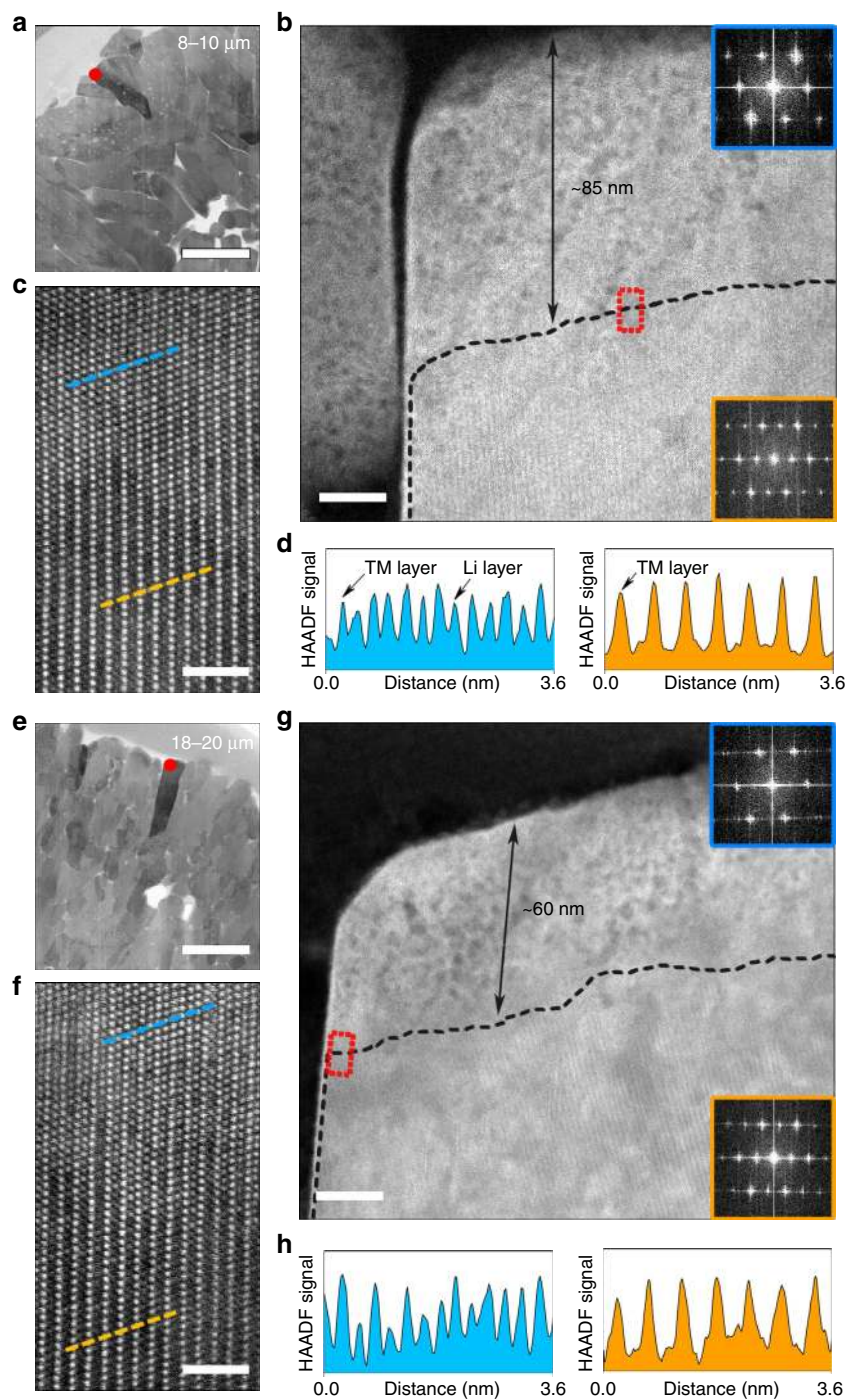 a
8–10 μm
b
~85 nm
c
d
HAADF signal
TM layer
Li layer
0.0
Distance (nm)
3.6
HAADF signal
TM layer
0.0
Distance (nm)
3.6
e
18–20 μm
g
~60 nm
f
h
HAADF signal
0.0
Distance (nm)
3.6
HAADF signal
0.0
Distance (nm)
3.6